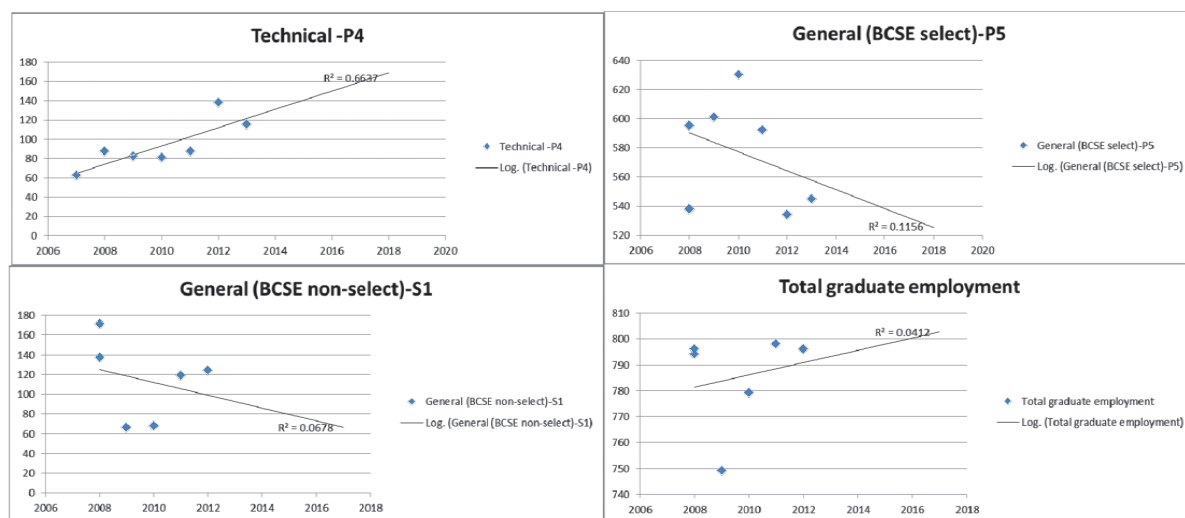 Technical -P4
180
160
140
120
100
80
60
40
20
0
2006 2008 2010 2012 2014 2016 2018 2020
R² = 0.6637
Technical -P4
Log. (Technical -P4)
General (BCSE select)-P5
640
620
600
580
560
540
520
2006 2008 2010 2012 2014 2016 2018 2020
R² = 0.1156
General (BCSE select)-P5
Log. (General (BCSE select)-P5)
General (BCSE non-select)-S1
180
160
140
120
100
80
60
40
20
0
2006 2008 2010 2012 2014 2016 2018
R² = 0.0678
General (BCSE non-select)-S1
Log. (General (BCSE non-select)-S1)
Total graduate employment
810
800
790
780
770
760
750
740
2006 2008 2010 2012 2014 2016 2018
R² = 0.0412
Total graduate employment
Log. (Total graduate employment)